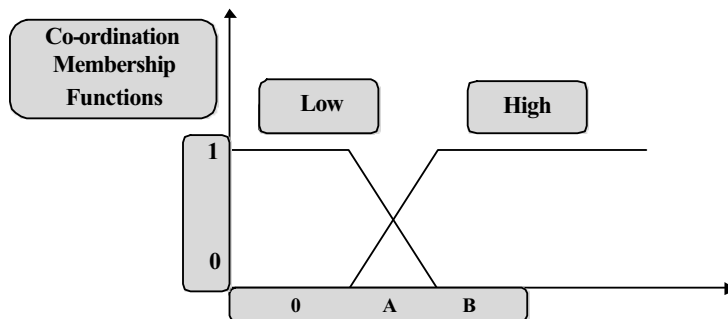 Co-ordination
Membership
Functions
Low
High
1
0
0 A B